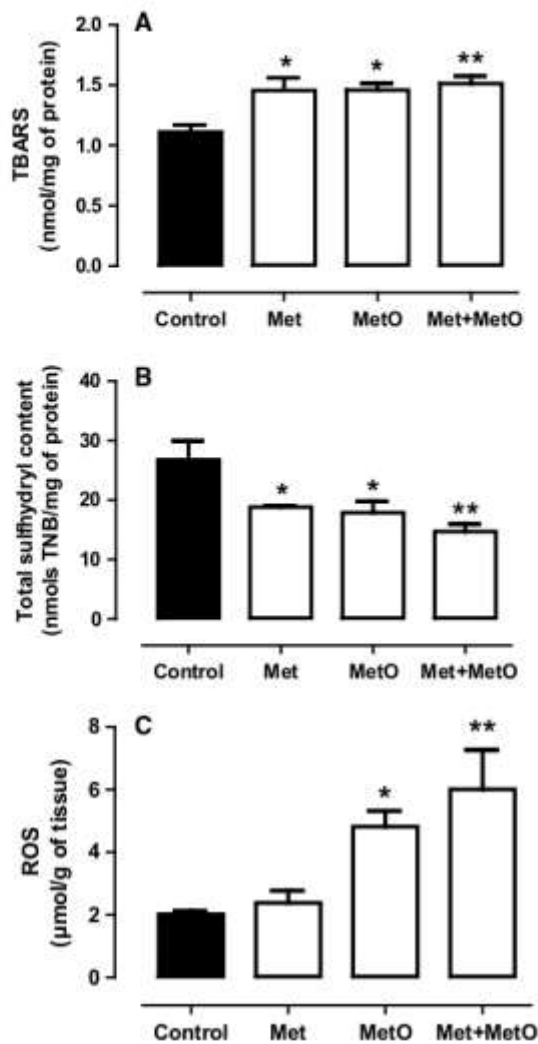 A
TBARS
(nmol/mg of protein)
2.0
1.5
1.0
0.5
0.0
* * **
Control Met MetO Met+MetO
B
Total sulfhydryl content
(nmols TNB/mg of protein)
40
30
20
10
0
* * **
Control Met MetO Met+MetO
C
ROS
(µmol/g of tissue)
8
6
4
2
0
* **
Control Met MetO Met+MetO